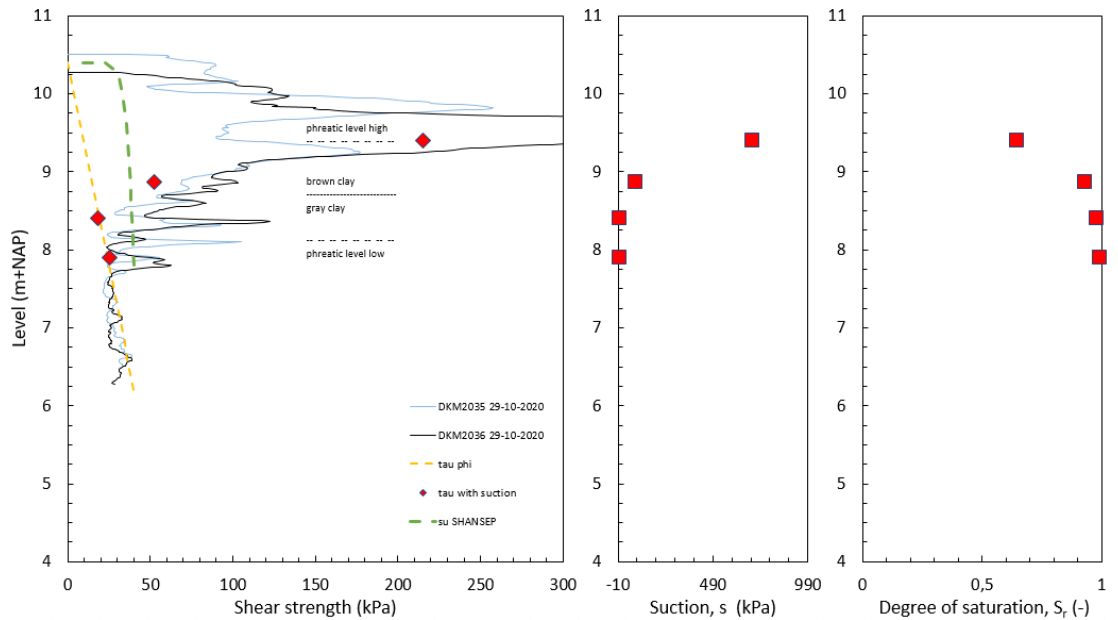 11
10
9
8
7
6
5
4
Level (m+NAP)
phreatic level high
brown clay
gray clay
phreatic level low
DKM2035 29-10-2020
DKM2036 29-10-2020
tau phi
tau with suction
su SHANSEP
0 50 100 150 200 250 300
Shear strength (kPa)
11
10
9
8
7
6
5
4
-10 490 990
Suction, s (kPa)
11
10
9
8
7
6
5
4
0 0,5 1
Degree of saturation, Sr (-)